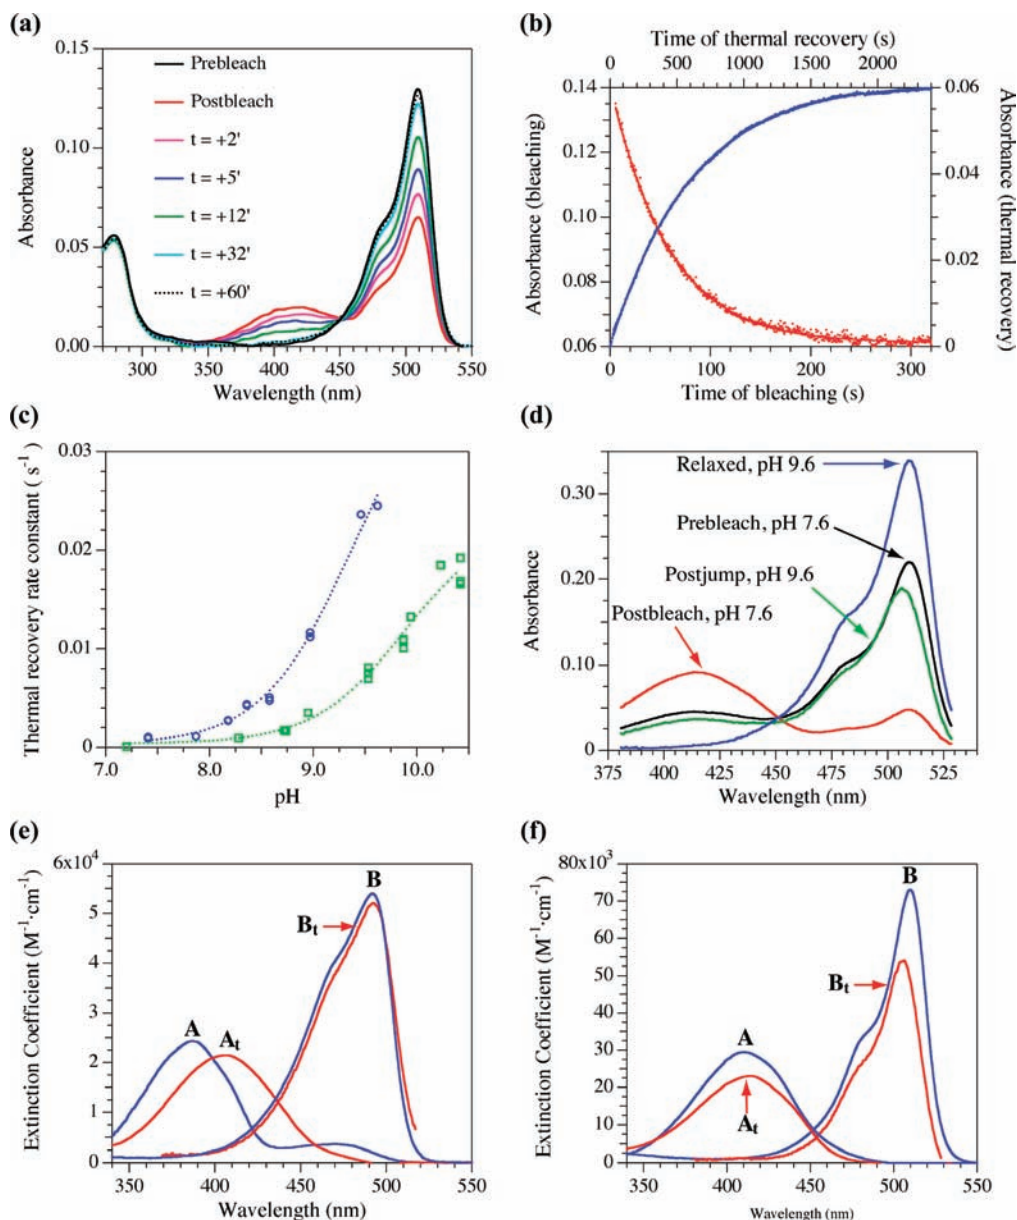 (a)
0.15
0.10
0.05
0.00
Absorbance
Prebleach
Postbleach
t = +2'
t = +5'
t = +12'
t = +32'
t = +60'
300 350 400 450 500 550
Wavelength (nm)
(b)
Time of thermal recovery (s)
0 500 1000 1500 2000
0.14
0.12
0.10
0.08
0.06
Absorbance (bleaching)
0.06
0.04
0.02
0
Absorbance (thermal recovery)
0 100 200 300
Time of bleaching (s)
(c)
0.03
0.02
0.01
0
Thermal recovery rate constant ( s⁻¹)
7.0 8.0 9.0 10.0
pH
(d)
0.30
0.20
0.10
0
Absorbance
Relaxed, pH 9.6
Prebleach, pH 7.6
Postjump, pH 9.6
Postbleach, pH 7.6
375 400 425 450 475 500 525
Wavelength (nm)
(e)
6x10⁴
5
4
3
2
1
0
Extinction Coefficient (M⁻¹·cm⁻¹)
A
Aₜ
Bₜ
B
350 400 450 500 550
Wavelength (nm)
(f)
80x10³
70
60
50
40
30
20
10
0
Extinction Coefficient (M⁻¹·cm⁻¹)
B
Bₜ
A
Aₜ
350 400 450 500 550
Wavelength (nm)